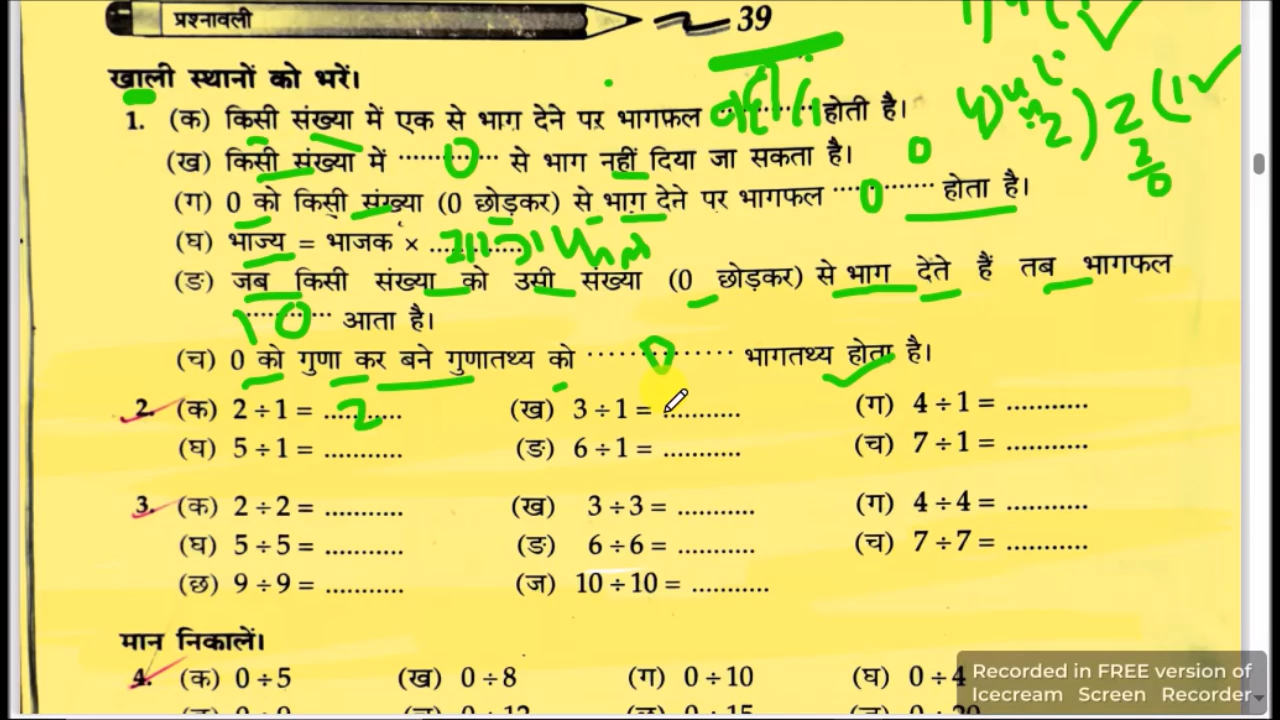 प्रश्नावली 39
खाली स्थानों को भरें।
1. (क) किसी संख्या में एक से भाग देने पर भागफल ............ होती है।
(ख) किसी संख्या में ............ 0 से भाग नहीं दिया जा सकता है। 0
(ग) 0 को किसी संख्या (0 छोड़कर) से भाग देने पर भागफल ............ 0 होता है।
(घ) भाज्य = भाजक × ............
(ङ) जब किसी संख्या को उसी संख्या (0 छोड़कर) से भाग देंते हैं तब भागफल
............ आता है।
(च) 0 को गुणा कर बने गुणातथ्य को ............ 0 भागतथ्य होता है।
2. (क) 2 ÷ 1 = ........... 2 (ख) 3 ÷ 1 = ........... (ग) 4 ÷ 1 = ...........
(घ) 5 ÷ 1 = ........... (ङ) 6 ÷ 1 = ........... (च) 7 ÷ 1 = ...........
3. (क) 2 ÷ 2 = ........... (ख) 3 ÷ 3 = ........... (ग) 4 ÷ 4 = ...........
(घ) 5 ÷ 5 = ........... (ङ) 6 ÷ 6 = ........... (च) 7 ÷ 7 = ...........
(छ) 9 ÷ 9 = ........... (ज) 10 ÷ 10 = ...........
मान निकालें।
4. (क) 0 ÷ 5 (ख) 0 ÷ 8 (ग) 0 ÷ 10 (घ) 0 ÷ 4
Recorded in FREE version of
Icecream Screen Recorder